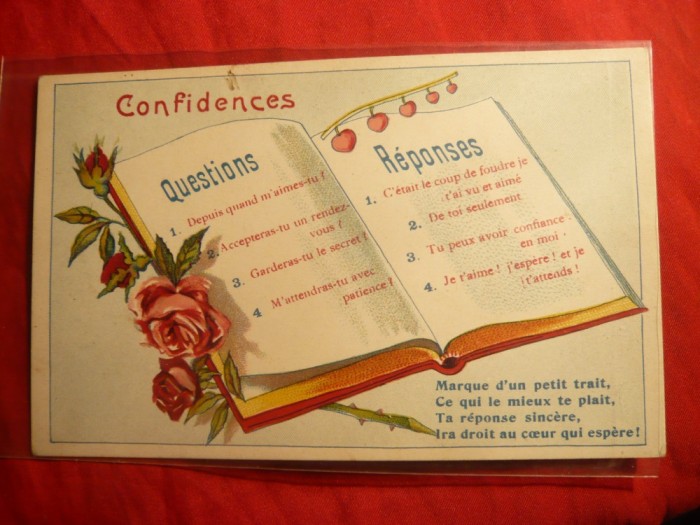 Confidences
Questions
1. Depuis quand m'aimes-tu ?
2. Accepteras-tu un rendez-
vous ?
3. Garderas-tu le secret ?
4. M'attendras-tu avec
patience ?
Réponses
1. C'était le coup de foudre je
t'ai vu et aimé
2. De toi seulement
3. Tu peux avoir confiance
en moi.
4. Je t'aime ! j'espère ! et je
t'attends !
Marque d'un petit trait,
Ce qui le mieux te plait,
Ta réponse sincère,
Ira droit au cœur qui espère !